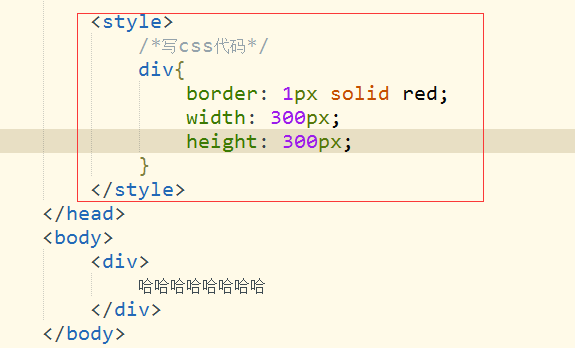 <style>
/*写css代码*/
div{
border: 1px solid red;
width: 300px;
height: 300px;
}
</style>
</head>
<body>
<div>
哈哈哈哈哈哈哈哈
</div>
</body>